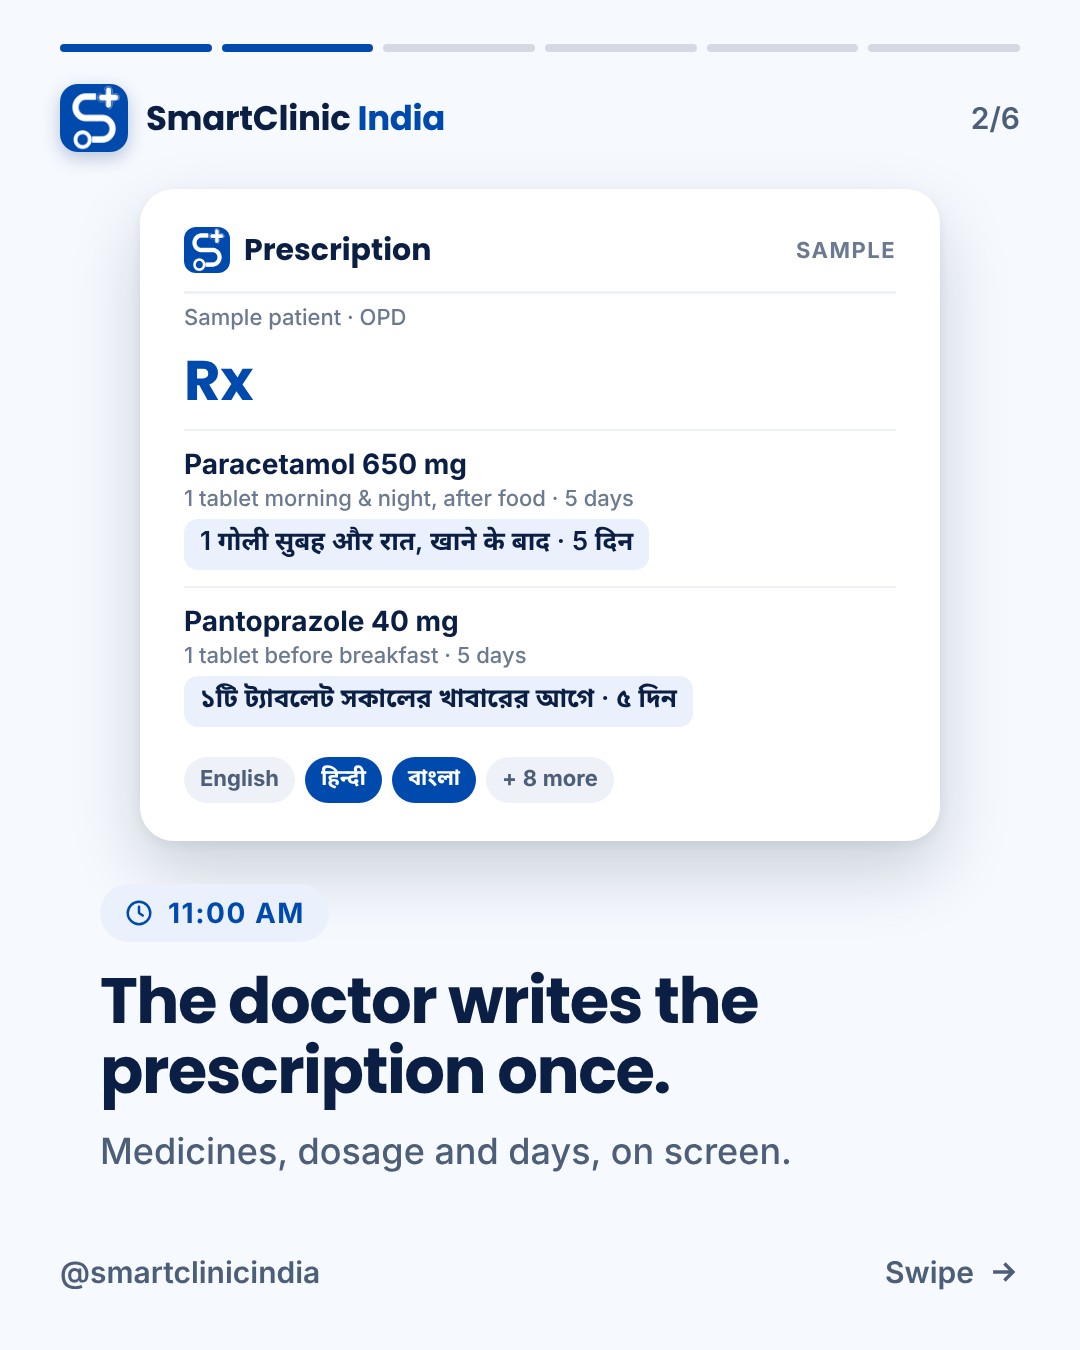 SmartClinic India
2/6
Prescription
SAMPLE
Sample patient · OPD
Rx
Paracetamol 650 mg
1 tablet morning & night, after food · 5 days
1 गोली सुबह और रात, खाने के बाद · 5 दिन
Pantoprazole 40 mg
1 tablet before breakfast · 5 days
১টি ট্যাবলেট সকালের খাবারের আগে · ৫ দিন
English हिन्दी বাংলা + 8 more
11:00 AM
The doctor writes the
prescription once.
Medicines, dosage and days, on screen.
@smartclinicindia
Swipe →